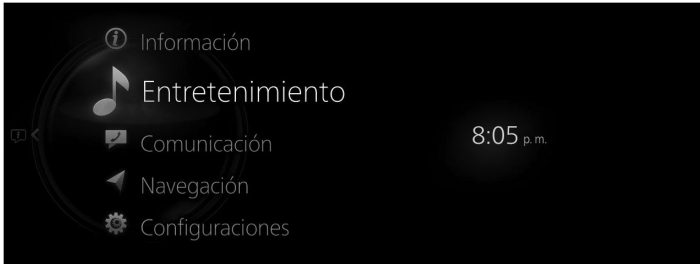 Información
Entretenimiento
Comunicación
8:05 p. m.
Navegación
Configuraciones